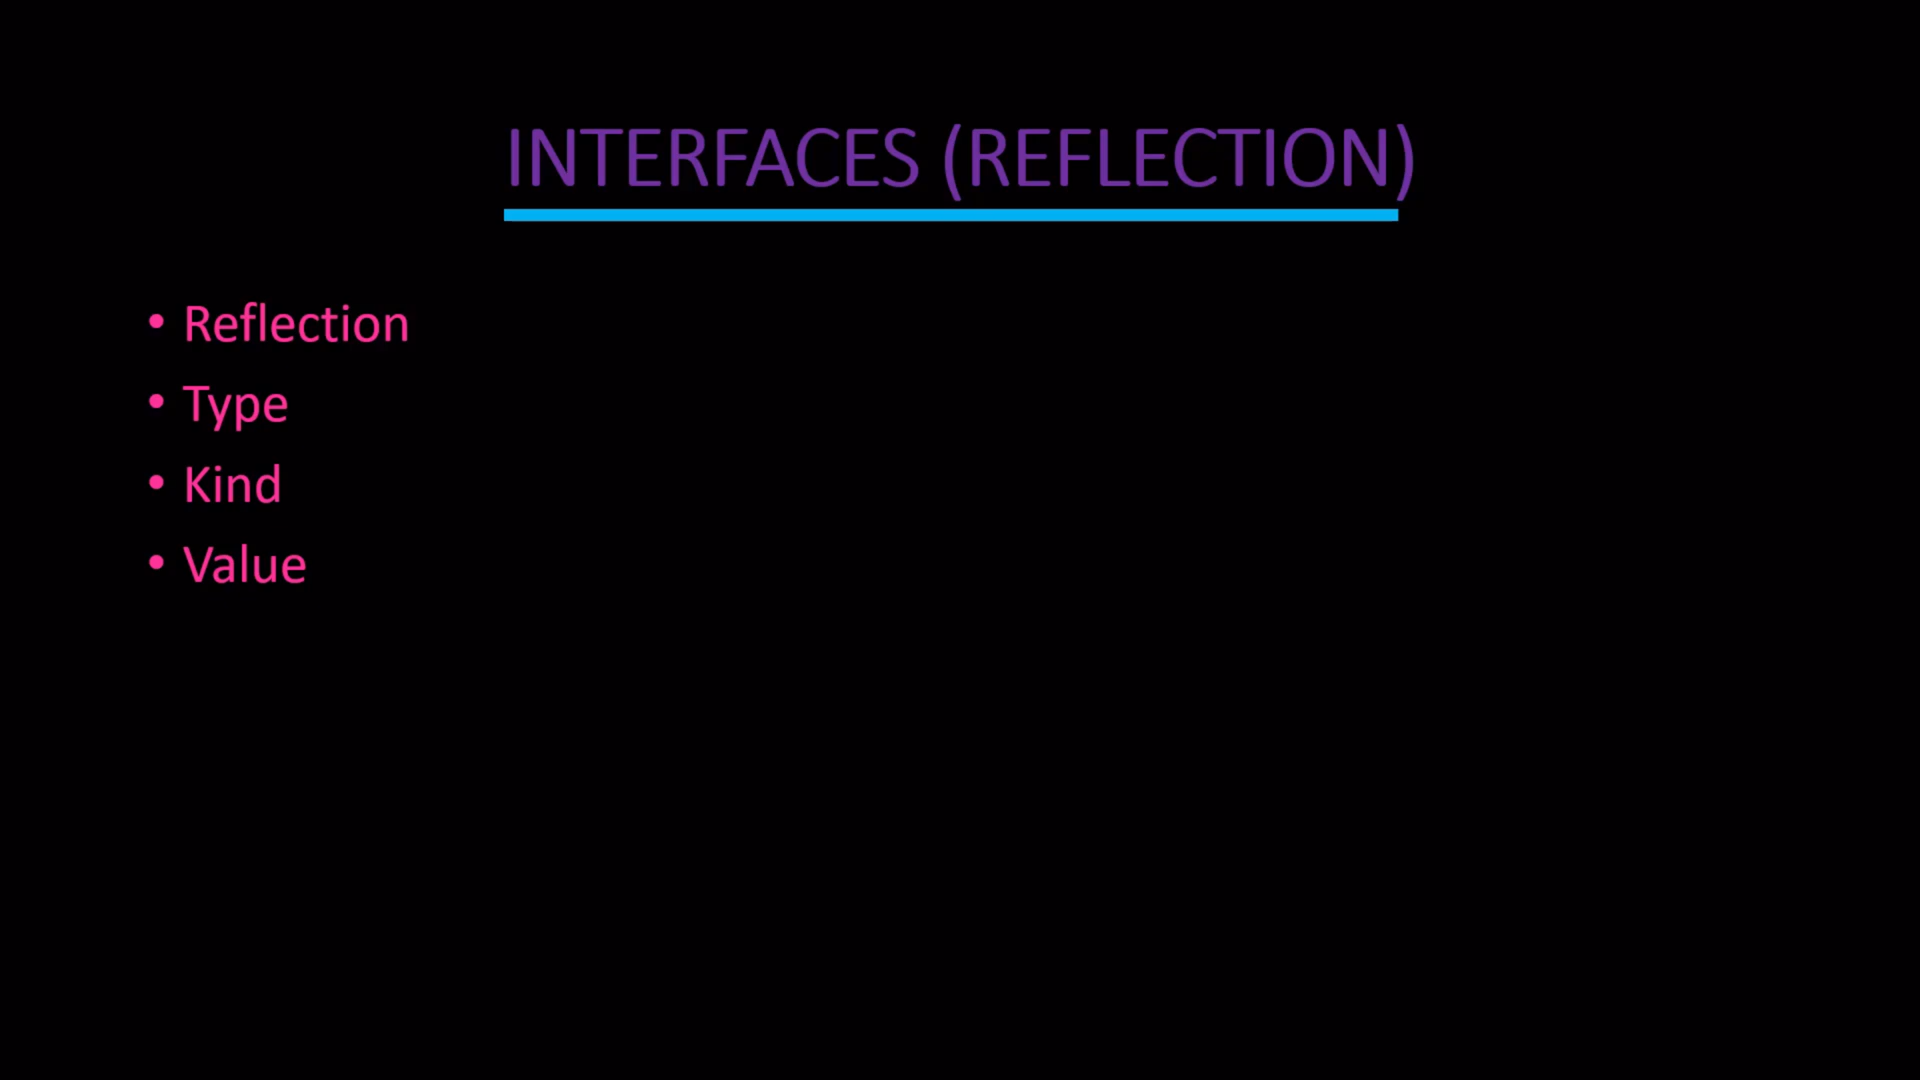 INTERFACES (REFLECTION)
• Reflection
• Type
• Kind
• Value